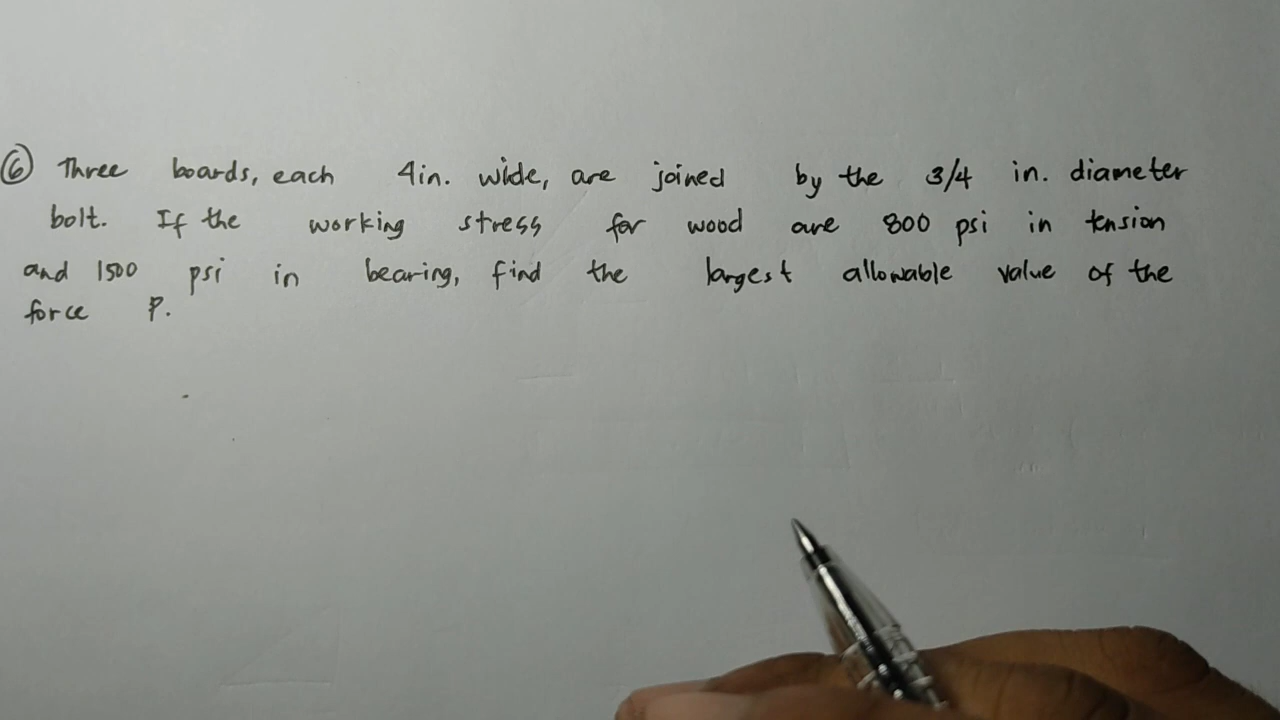 ⑥ Three boards, each 4in. wide, are joined by the 3/4 in. diameter
bolt. If the working stress for wood are 800 psi in tension
and 1500 psi in bearing, find the largest allowable value of the
force P.